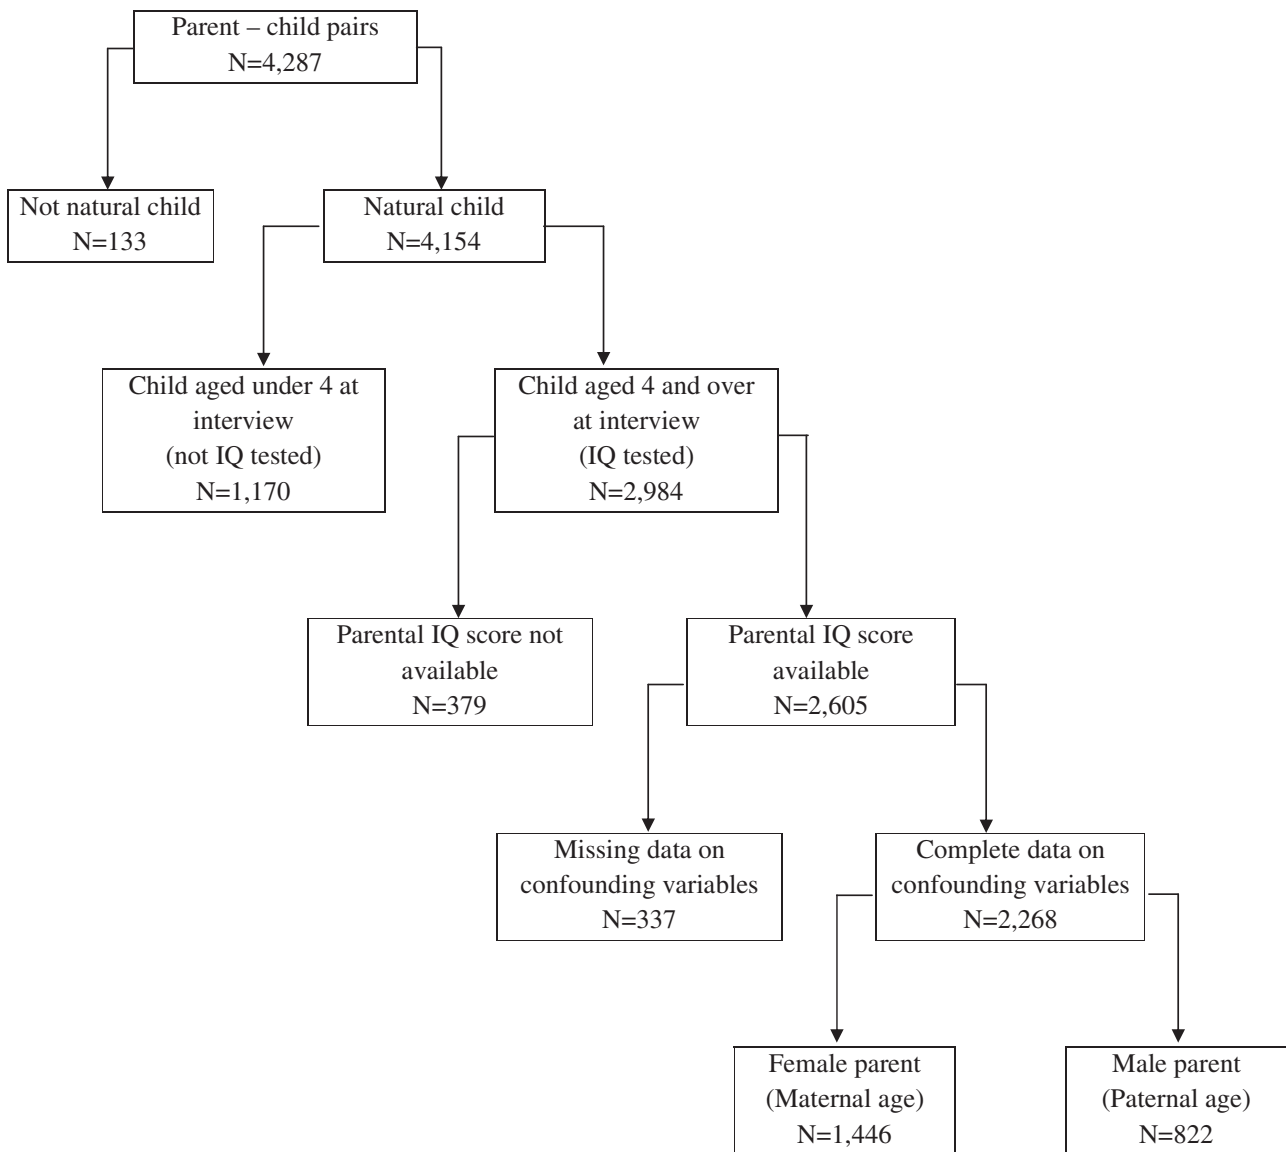 Parent – child pairs
N=4,287
Not natural child
N=133
Natural child
N=4,154
Child aged under 4 at
interview
(not IQ tested)
N=1,170
Child aged 4 and over
at interview
(IQ tested)
N=2,984
Parental IQ score not
available
N=379
Parental IQ score
available
N=2,605
Missing data on
confounding variables
N=337
Complete data on
confounding variables
N=2,268
Female parent
(Maternal age)
N=1,446
Male parent
(Paternal age)
N=822